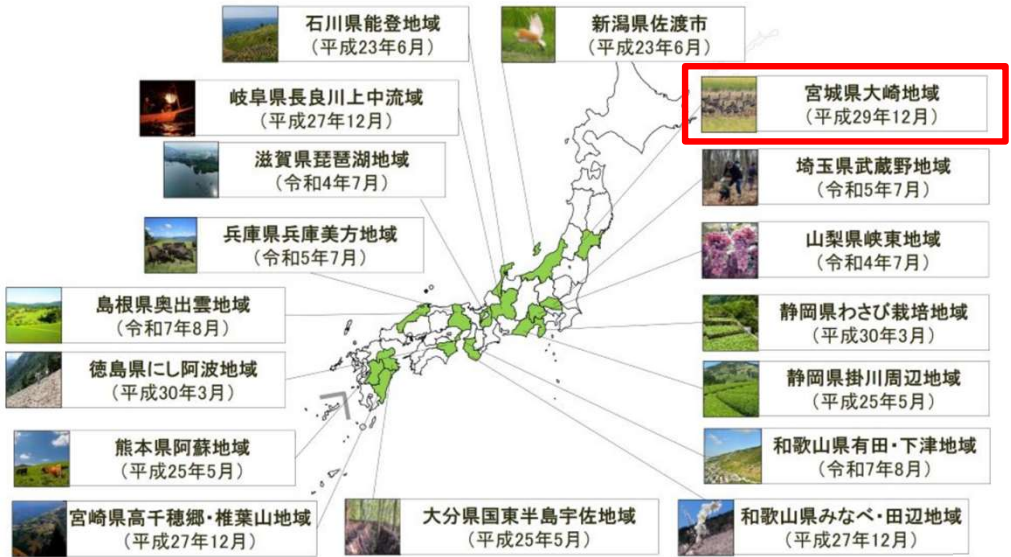 石川県能登地域
（平成23年6月）
新潟県佐渡市
（平成23年6月）
岐阜県長良川上中流域
（平成27年12月）
宮城県大崎地域
（平成29年12月）
滋賀県琵琶湖地域
（令和4年7月）
埼玉県武蔵野地域
（令和5年7月）
兵庫県兵庫美方地域
（令和5年7月）
山梨県峡東地域
（令和4年7月）
島根県奥出雲地域
（令和7年8月）
静岡県わさび栽培地域
（平成30年3月）
徳島県にし阿波地域
（平成30年3月）
静岡県掛川周辺地域
（平成25年5月）
熊本県阿蘇地域
（平成25年5月）
和歌山県有田・下津地域
（令和7年8月）
宮崎県高千穂郷・椎葉山地域
（平成27年12月）
大分県国東半島宇佐地域
（平成25年5月）
和歌山県みなべ・田辺地域
（平成27年12月）